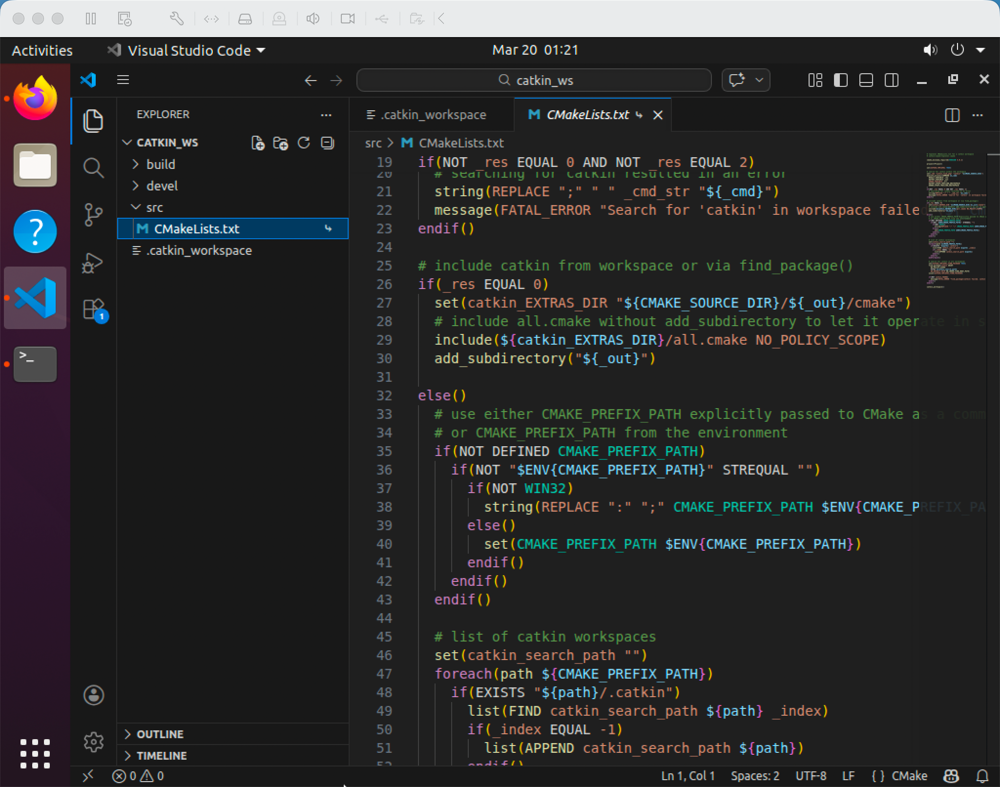 Activities
Visual Studio Code
Mar 20 01:21
catkin_ws
EXPLORER
CATKIN_WS
build
devel
src
CMakeLists.txt
.catkin_workspace
1
OUTLINE
TIMELINE
.catkin_workspace
CMakeLists.txt
src > CMakeLists.txt
19 if(NOT _res EQUAL 0 AND NOT _res EQUAL 2)
20 # searching for catkin resulted in an error
21 string(REPLACE ";" " " _cmd_str "${_cmd}")
22 message(FATAL_ERROR "Search for 'catkin' in workspace faile
23 endif()
24
25 # include catkin from workspace or via find_package()
26 if(_res EQUAL 0)
27 set(catkin_EXTRAS_DIR "${CMAKE_SOURCE_DIR}/${_out}/cmake")
28 # include all.cmake without add_subdirectory to let it operate in s
29 include(${catkin_EXTRAS_DIR}/all.cmake NO_POLICY_SCOPE)
30 add_subdirectory("${_out}")
31
32 else()
33 # use either CMAKE_PREFIX_PATH explicitly passed to CMake as a comm
34 # or CMAKE_PREFIX_PATH from the environment
35 if(NOT DEFINED CMAKE_PREFIX_PATH)
36 if(NOT "$ENV{CMAKE_PREFIX_PATH}" STREQUAL "")
37 if(NOT WIN32)
38 string(REPLACE ":" ";" CMAKE_PREFIX_PATH $ENV{CMAKE_PREFIX_PA
39 else()
40 set(CMAKE_PREFIX_PATH $ENV{CMAKE_PREFIX_PATH})
41 endif()
42 endif()
43 endif()
44
45 # list of catkin workspaces
46 set(catkin_search_path "")
47 foreach(path ${CMAKE_PREFIX_PATH})
48 if(EXISTS "${path}/.catkin")
49 list(FIND catkin_search_path ${path} _index)
50 if(_index EQUAL -1)
51 list(APPEND catkin_search_path ${path})
52 endif()
0 0
Ln 1, Col 1 Spaces: 2 UTF-8 LF { } CMake